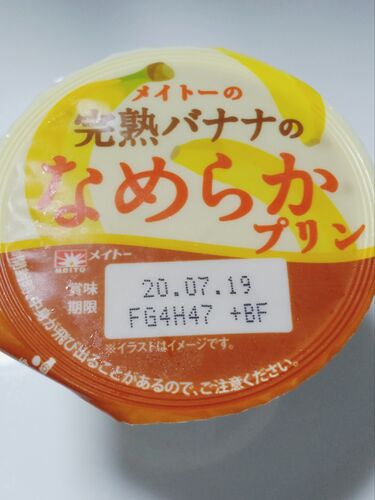 メイトーの
完熟バナナの
なめらか
プリン
MEITO
メイトー
賞味
期限
20.07.19
FG4H47 +BF
※イラストはイメージです。
中身が飛び出ることがあるので、ご注意ください。